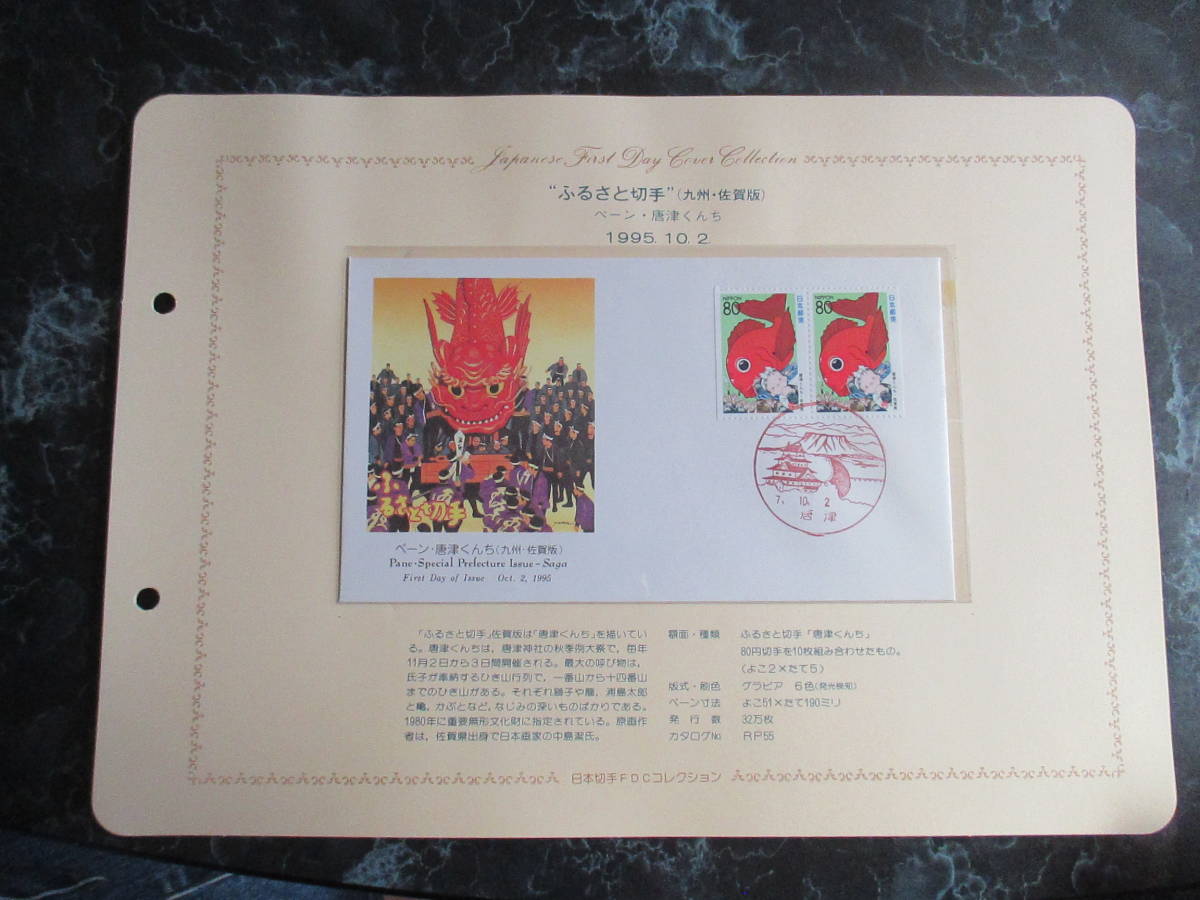 Japanese First Day Cover Collection
“ふるさと切手”(九州・佐賀版)
ペーン・唐津くんち
1995. 10. 2.
ふるさと切手
NIPPON 80 日本郵便
NIPPON 80 日本郵便
7. 10. 2
唐津
ペーン・唐津くんち(九州・佐賀版)
Pane・Special Prefecture Issue－Saga
First Day of Issue Oct. 2, 1995
「ふるさと切手」佐賀版は「唐津くんち」を描いてい
る。唐津くんちは、唐津神社の秋季例大祭で、毎年
11月2日から3日間開催される。最大の呼び物は、
氏子が奉納するひき山行列で、一番山から十四番山
までのひき山がある。それぞれ獅子や龍、浦島太郎
と亀、かぶとなど、なじみの深いものばかりである。
1980年に重要無形文化財に指定されている。原画作
者は、佐賀県出身で日本画家の中島潔氏。
額面・種類 ふるさと切手「唐津くんち」
80円切手を10枚組み合わせたもの。
(よこ2×たて5)
版式・刷色 グラビア 6色(発光検知)
ペーン寸法 よこ51×たて190ミリ
発行数 32万枚
カタログNo. RP55
日本切手FDCコレクション